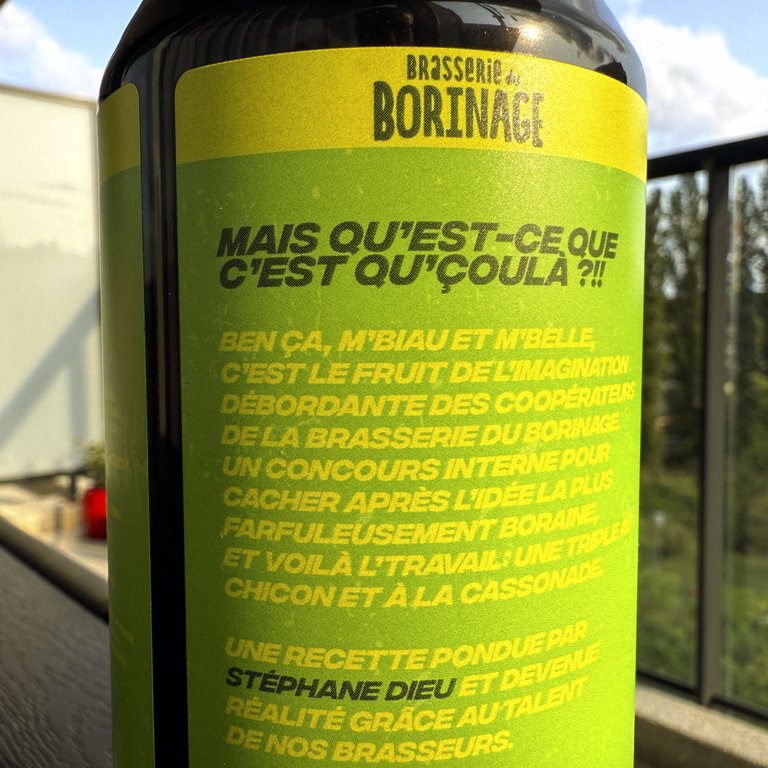 BRASSERIE du
BORINAGE
MAIS QU'EST-CE QUE
C'EST QU'ÇOULÀ ?!!
BEN ÇA, M'BIAU ET M'BELLE,
C'EST LE FRUIT DE L'IMAGINATION
DÉBORDANTE DES COOPÉRATEURS
DE LA BRASSERIE DU BORINAGE.
UN CONCOURS INTERNE POUR
CACHER APRÈS L'IDÉE LA PLUS
FARFULEUSEMENT BORAINE,
ET VOILÀ L'TRAVAIL: UNE TRIPLE AU
CHICON ET À LA CASSONADE.
UNE RECETTE PONDUE PAR
STÉPHANE DIEU ET DEVENUE
RÉALITÉ GRÂCE AU TALENT
DE NOS BRASSEURS.